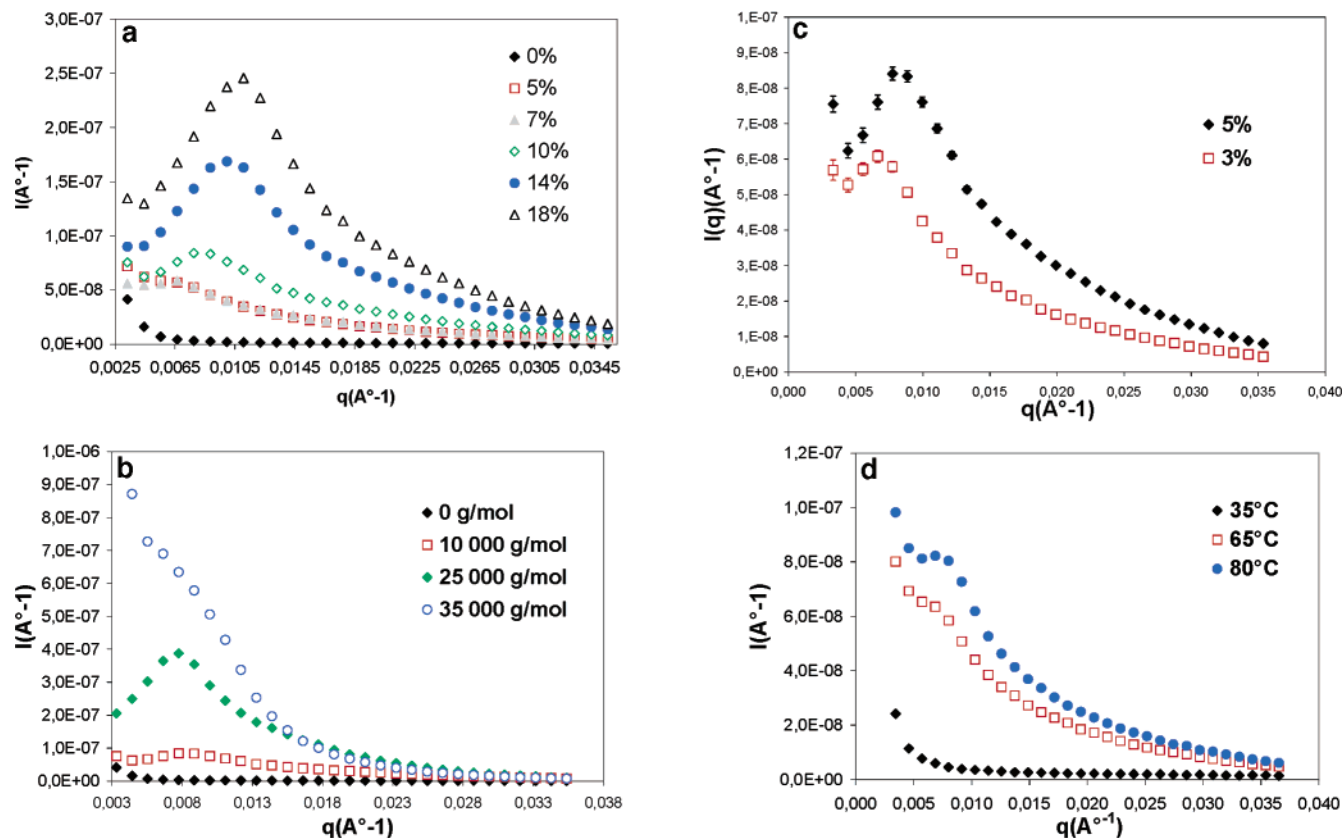 a
3,0E-07
2,5E-07
2,0E-07
1,5E-07
1,0E-07
5,0E-08
0,0E+00
I(A°-1)
0,0025 0,0065 0,0105 0,0145 0,0185 0,0225 0,0265 0,0305 0,0345
q(A°-1)
0%
5%
7%
10%
14%
18%
c
1,E-07
9,E-08
8,E-08
7,E-08
6,E-08
5,E-08
4,E-08
3,E-08
2,E-08
1,E-08
0,E+00
I(q)(A°-1)
0,000 0,005 0,010 0,015 0,020 0,025 0,030 0,035 0,040
q(A°-1)
5%
3%
b
1,0E-06
9,0E-07
8,0E-07
7,0E-07
6,0E-07
5,0E-07
4,0E-07
3,0E-07
2,0E-07
1,0E-07
0,0E+00
I(A°-1)
0,003 0,008 0,013 0,018 0,023 0,028 0,033 0,038
q(A°-1)
0 g/mol
10 000 g/mol
25 000 g/mol
35 000 g/mol
d
1,2E-07
1,0E-07
8,0E-08
6,0E-08
4,0E-08
2,0E-08
0,0E+00
I(A°-1)
0,000 0,005 0,010 0,015 0,020 0,025 0,030 0,035 0,040
q(A°⁻¹)
35°C
65°C
80°C